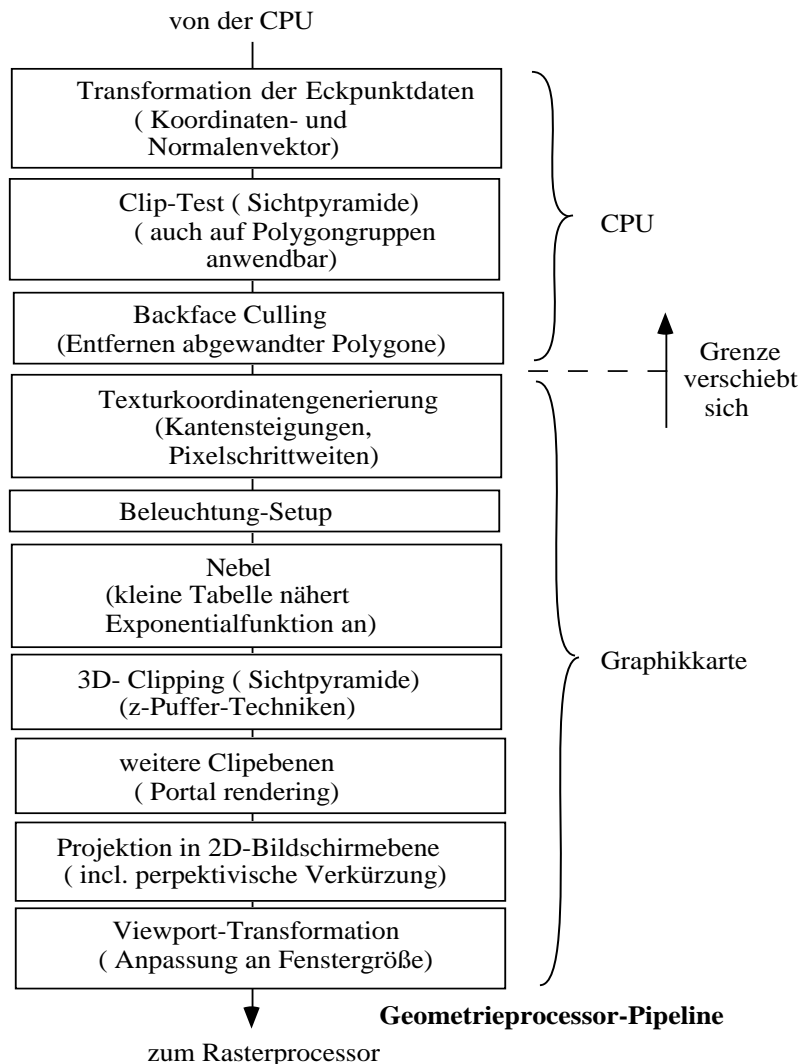 von der CPU
Transformation der Eckpunktdaten
( Koordinaten- und
Normalenvektor)
Clip-Test ( Sichtpyramide)
( auch auf Polygongruppen
anwendbar)
CPU
Backface Culling
(Entfernen abgewandter Polygone)
Grenze
verschiebt
sich
Texturkoordinatengenerierung
(Kantensteigungen,
Pixelschrittweiten)
Beleuchtung-Setup
Nebel
(kleine Tabelle nähert
Exponentialfunktion an)
3D- Clipping ( Sichtpyramide)
(z-Puffer-Techniken)
Graphikkarte
weitere Clipebenen
( Portal rendering)
Projektion in 2D-Bildschirmebene
( incl. perpektivische Verkürzung)
Viewport-Transformation
( Anpassung an Fenstergröße)
Geometrieprocessor-Pipeline
zum Rasterprocessor